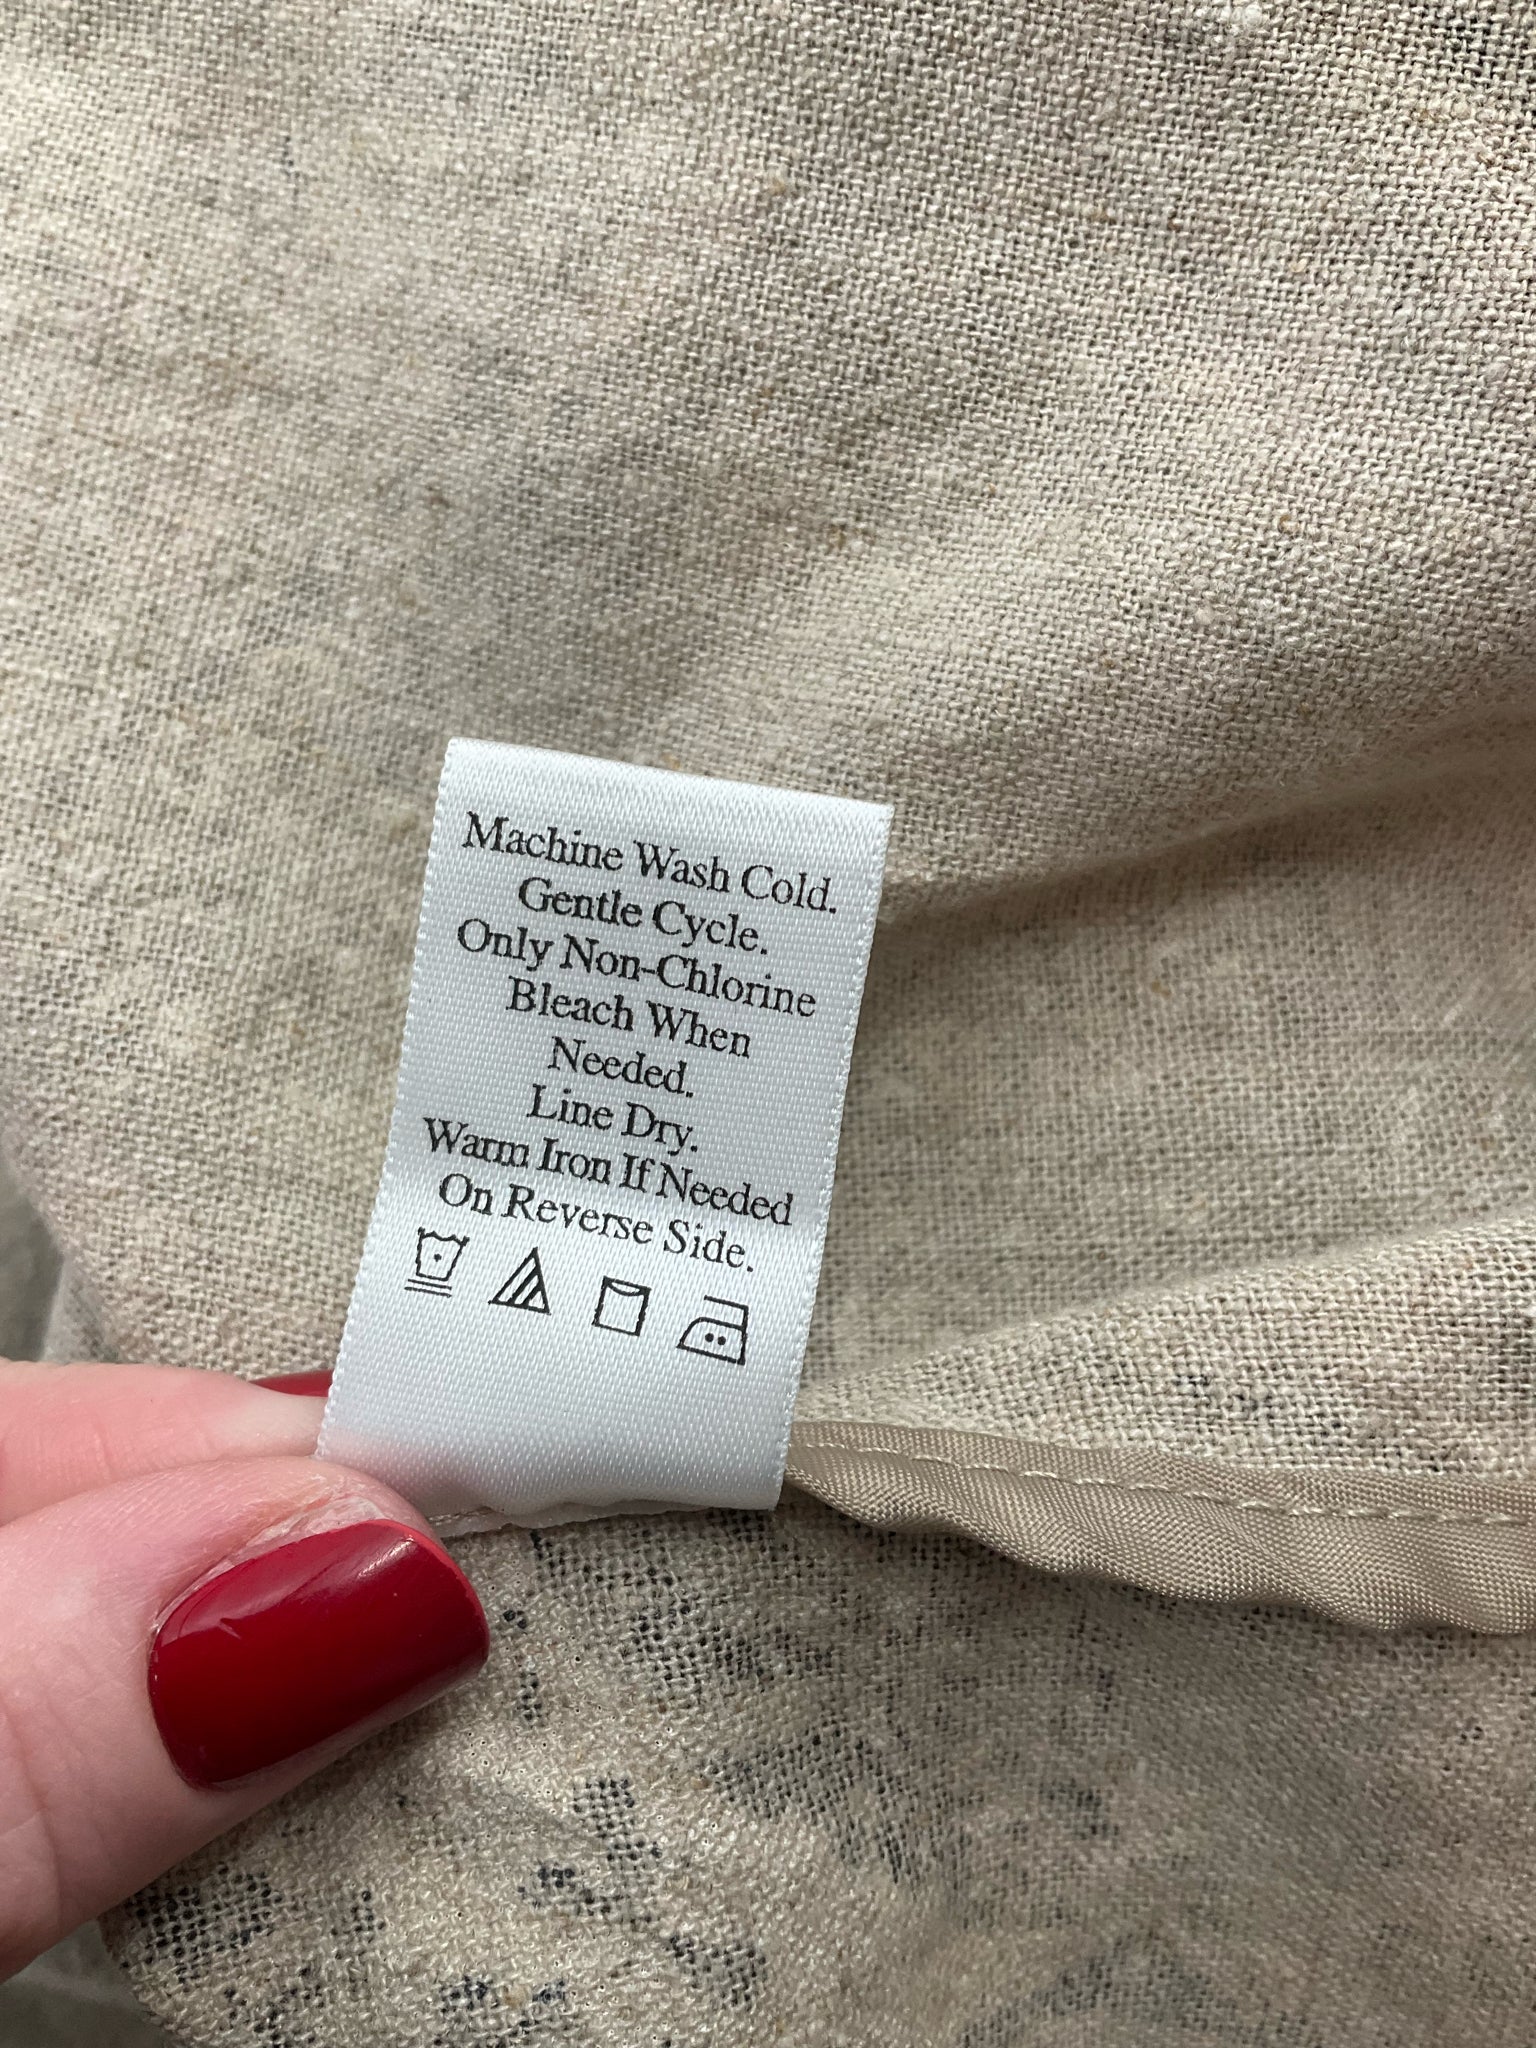 Machine Wash Cold.
Gentle Cycle.
Only Non-Chlorine
Bleach When
Needed.
Line Dry.
Warm Iron If Needed
On Reverse Side.